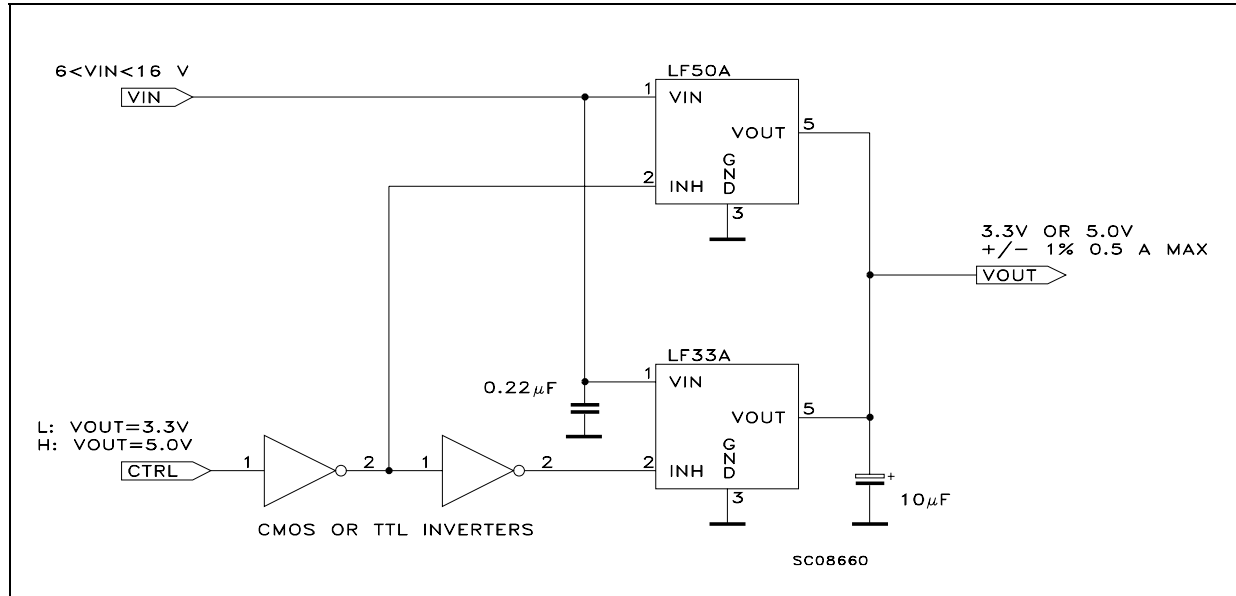 6<VIN<16 V
VIN
LF50A
1 VIN
VOUT 5
2 INH
GND
3
3.3V OR 5.0V
+/- 1% 0.5 A MAX
VOUT
LF33A
1 VIN
0.22µF
VOUT 5
L: VOUT=3.3V
H: VOUT=5.0V
CTRL
1 2 1 2
2 INH
GND
3
+
10µF
CMOS OR TTL INVERTERS
SC08660